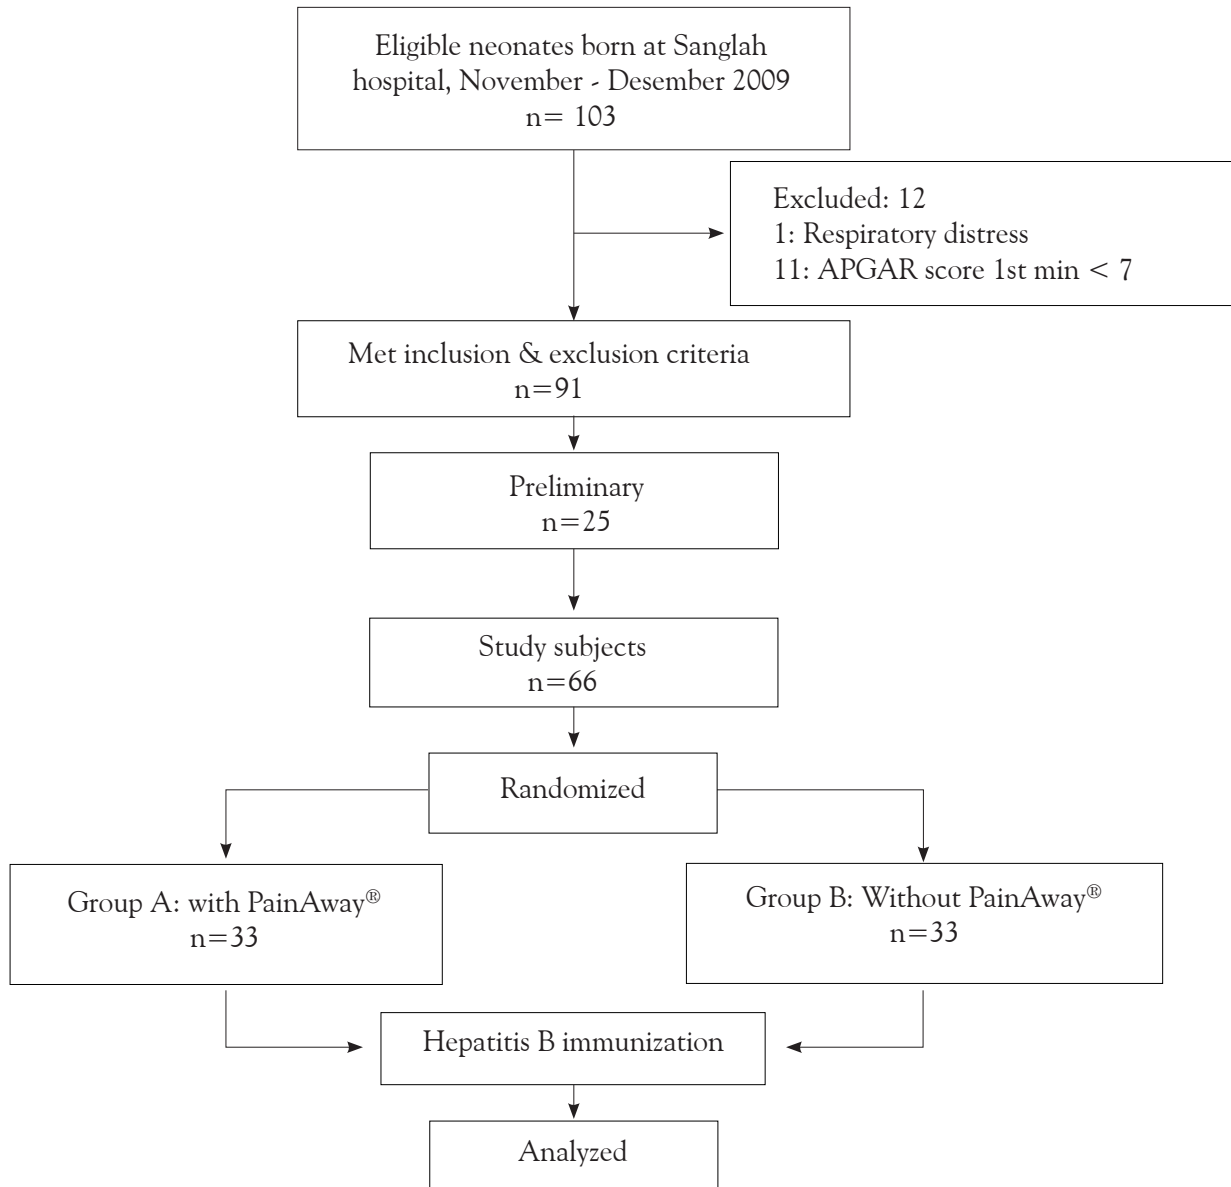 Eligible neonates born at Sanglah
hospital, November - Desember 2009
n= 103
Excluded: 12
1: Respiratory distress
11: APGAR score 1st min < 7
Met inclusion & exclusion criteria
n=91
Preliminary
n=25
Study subjects
n=66
Randomized
Group A: with PainAway®
n=33
Group B: Without PainAway®
n=33
Hepatitis B immunization
Analyzed